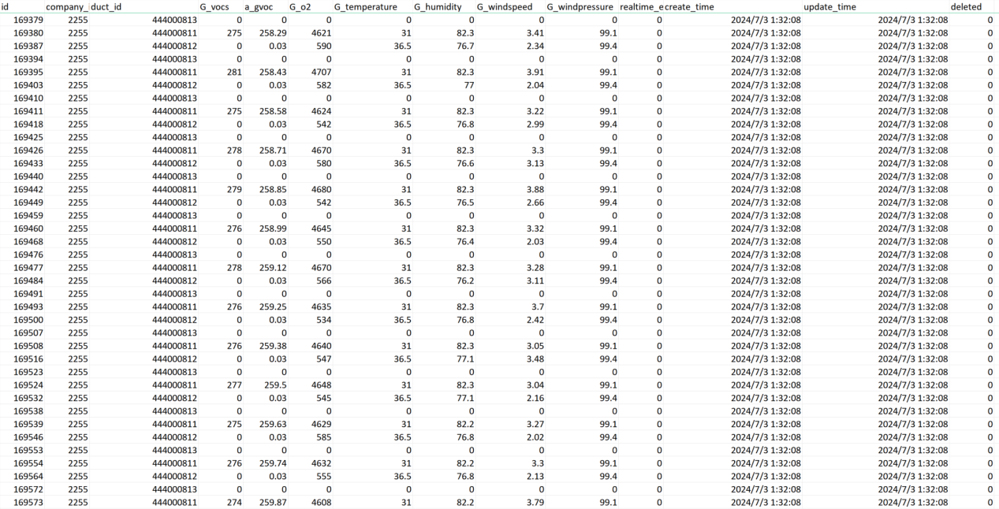 id company_ duct_id G_vocs a_gvoc G_o2 G_temperature G_humidity G_windspeed G_windpressure realtime_e create_time update_time deleted
169379 2255 444000813 0 0 0 0 0 0 0 0 2024/7/3 1:32:08 2024/7/3 1:32:08 0
169380 2255 444000811 275 258.29 4621 31 82.3 3.41 99.1 0 2024/7/3 1:32:08 2024/7/3 1:32:08 0
169387 2255 444000812 0 0.03 590 36.5 76.7 2.34 99.4 0 2024/7/3 1:32:08 2024/7/3 1:32:08 0
169394 2255 444000813 0 0 0 0 0 0 0 0 2024/7/3 1:32:08 2024/7/3 1:32:08 0
169395 2255 444000811 281 258.43 4707 31 82.3 3.91 99.1 0 2024/7/3 1:32:08 2024/7/3 1:32:08 0
169403 2255 444000812 0 0.03 582 36.5 77 2.04 99.4 0 2024/7/3 1:32:08 2024/7/3 1:32:08 0
169410 2255 444000813 0 0 0 0 0 0 0 0 2024/7/3 1:32:08 2024/7/3 1:32:08 0
169411 2255 444000811 275 258.58 4624 31 82.3 3.22 99.1 0 2024/7/3 1:32:08 2024/7/3 1:32:08 0
169418 2255 444000812 0 0.03 542 36.5 76.8 2.99 99.4 0 2024/7/3 1:32:08 2024/7/3 1:32:08 0
169425 2255 444000813 0 0 0 0 0 0 0 0 2024/7/3 1:32:08 2024/7/3 1:32:08 0
169426 2255 444000811 278 258.71 4670 31 82.3 3.3 99.1 0 2024/7/3 1:32:08 2024/7/3 1:32:08 0
169433 2255 444000812 0 0.03 580 36.5 76.6 3.13 99.4 0 2024/7/3 1:32:08 2024/7/3 1:32:08 0
169440 2255 444000813 0 0 0 0 0 0 0 0 2024/7/3 1:32:08 2024/7/3 1:32:08 0
169442 2255 444000811 279 258.85 4680 31 82.3 3.88 99.1 0 2024/7/3 1:32:08 2024/7/3 1:32:08 0
169449 2255 444000812 0 0.03 542 36.5 76.5 2.66 99.4 0 2024/7/3 1:32:08 2024/7/3 1:32:08 0
169459 2255 444000813 0 0 0 0 0 0 0 0 2024/7/3 1:32:08 2024/7/3 1:32:08 0
169460 2255 444000811 276 258.99 4645 31 82.3 3.32 99.1 0 2024/7/3 1:32:08 2024/7/3 1:32:08 0
169468 2255 444000812 0 0.03 550 36.5 76.4 2.03 99.4 0 2024/7/3 1:32:08 2024/7/3 1:32:08 0
169476 2255 444000813 0 0 0 0 0 0 0 0 2024/7/3 1:32:08 2024/7/3 1:32:08 0
169477 2255 444000811 278 259.12 4670 31 82.3 3.28 99.1 0 2024/7/3 1:32:08 2024/7/3 1:32:08 0
169484 2255 444000812 0 0.03 566 36.5 76.2 3.11 99.4 0 2024/7/3 1:32:08 2024/7/3 1:32:08 0
169491 2255 444000813 0 0 0 0 0 0 0 0 2024/7/3 1:32:08 2024/7/3 1:32:08 0
169493 2255 444000811 276 259.25 4635 31 82.3 3.7 99.1 0 2024/7/3 1:32:08 2024/7/3 1:32:08 0
169500 2255 444000812 0 0.03 534 36.5 76.8 2.42 99.4 0 2024/7/3 1:32:08 2024/7/3 1:32:08 0
169507 2255 444000813 0 0 0 0 0 0 0 0 2024/7/3 1:32:08 2024/7/3 1:32:08 0
169508 2255 444000811 276 259.38 4640 31 82.3 3.05 99.1 0 2024/7/3 1:32:08 2024/7/3 1:32:08 0
169516 2255 444000812 0 0.03 547 36.5 77.1 3.48 99.4 0 2024/7/3 1:32:08 2024/7/3 1:32:08 0
169523 2255 444000813 0 0 0 0 0 0 0 0 2024/7/3 1:32:08 2024/7/3 1:32:08 0
169524 2255 444000811 277 259.5 4648 31 82.3 3.04 99.1 0 2024/7/3 1:32:08 2024/7/3 1:32:08 0
169532 2255 444000812 0 0.03 545 36.5 77.1 2.16 99.4 0 2024/7/3 1:32:08 2024/7/3 1:32:08 0
169538 2255 444000813 0 0 0 0 0 0 0 0 2024/7/3 1:32:08 2024/7/3 1:32:08 0
169539 2255 444000811 275 259.63 4629 31 82.2 3.27 99.1 0 2024/7/3 1:32:08 2024/7/3 1:32:08 0
169546 2255 444000812 0 0.03 585 36.5 76.8 2.02 99.4 0 2024/7/3 1:32:08 2024/7/3 1:32:08 0
169553 2255 444000813 0 0 0 0 0 0 0 0 2024/7/3 1:32:08 2024/7/3 1:32:08 0
169554 2255 444000811 276 259.74 4632 31 82.2 3.3 99.1 0 2024/7/3 1:32:08 2024/7/3 1:32:08 0
169564 2255 444000812 0 0.03 555 36.5 76.8 2.13 99.4 0 2024/7/3 1:32:08 2024/7/3 1:32:08 0
169572 2255 444000813 0 0 0 0 0 0 0 0 2024/7/3 1:32:08 2024/7/3 1:32:08 0
169573 2255 444000811 274 259.87 4608 31 82.2 3.79 99.1 0 2024/7/3 1:32:08 2024/7/3 1:32:08 0